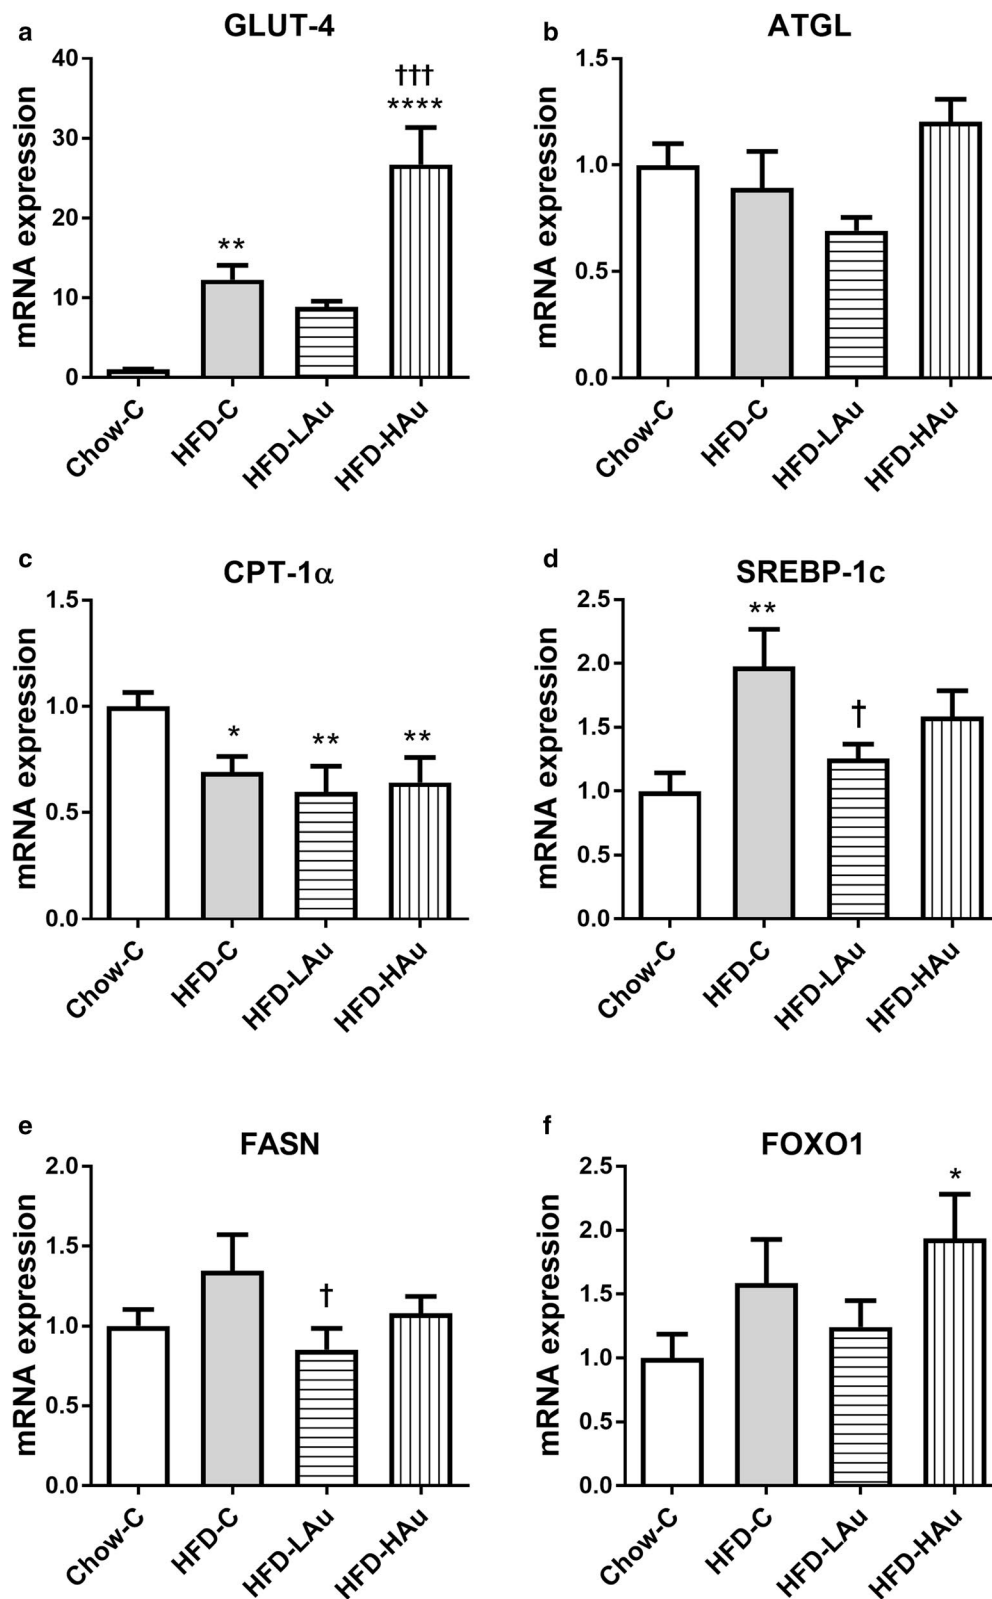 a
GLUT-4
mRNA expression
40
30
20
10
0
**
†††
****
Chow-C
HFD-C
HFD-LAu
HFD-HAu
b
ATGL
mRNA expression
1.5
1.0
0.5
0.0
Chow-C
HFD-C
HFD-LAu
HFD-HAu
c
CPT-1α
mRNA expression
1.5
1.0
0.5
0.0
*
**
**
Chow-C
HFD-C
HFD-LAu
HFD-HAu
d
SREBP-1c
mRNA expression
2.5
2.0
1.5
1.0
0.5
0.0
**
†
Chow-C
HFD-C
HFD-LAu
HFD-HAu
e
FASN
mRNA expression
2.0
1.5
1.0
0.5
0.0
†
Chow-C
HFD-C
HFD-LAu
HFD-HAu
f
FOXO1
mRNA expression
2.5
2.0
1.5
1.0
0.5
0.0
*
Chow-C
HFD-C
HFD-LAu
HFD-HAu